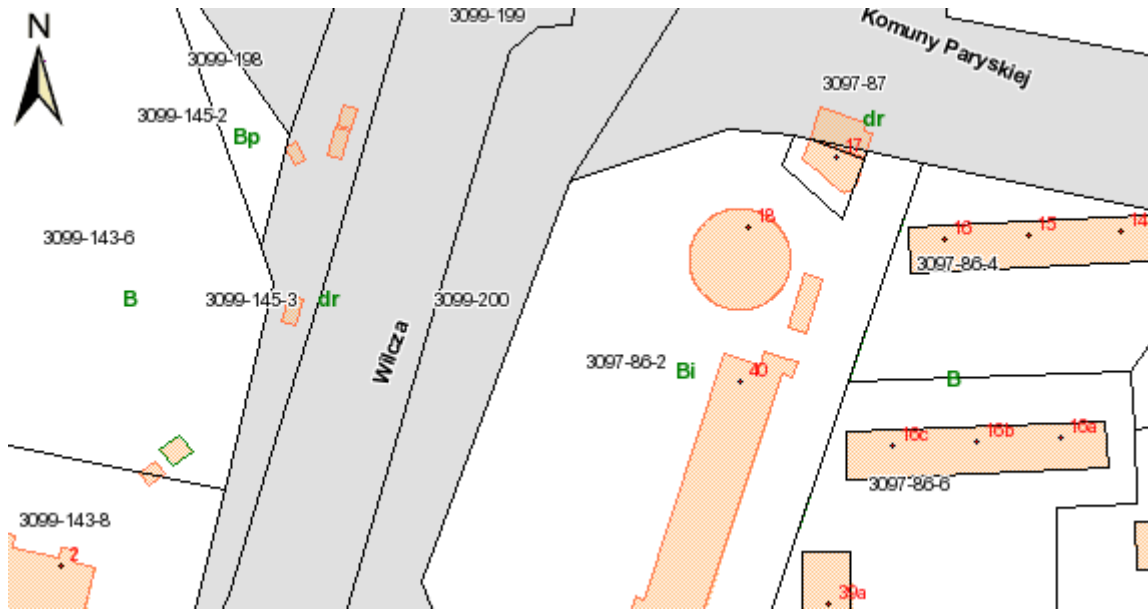 N
3099-199
Komuny Paryskiej
3099-198
3097-87
3099-145-2
Bp
dr
17
18
16
15
14
3099-143-6
3097-86-4
B
3099-145-3
dr
3099-200
Wilcza
3097-86-2
Bi
40
B
16c
16b
16a
3097-86-6
3099-143-8
2
39a